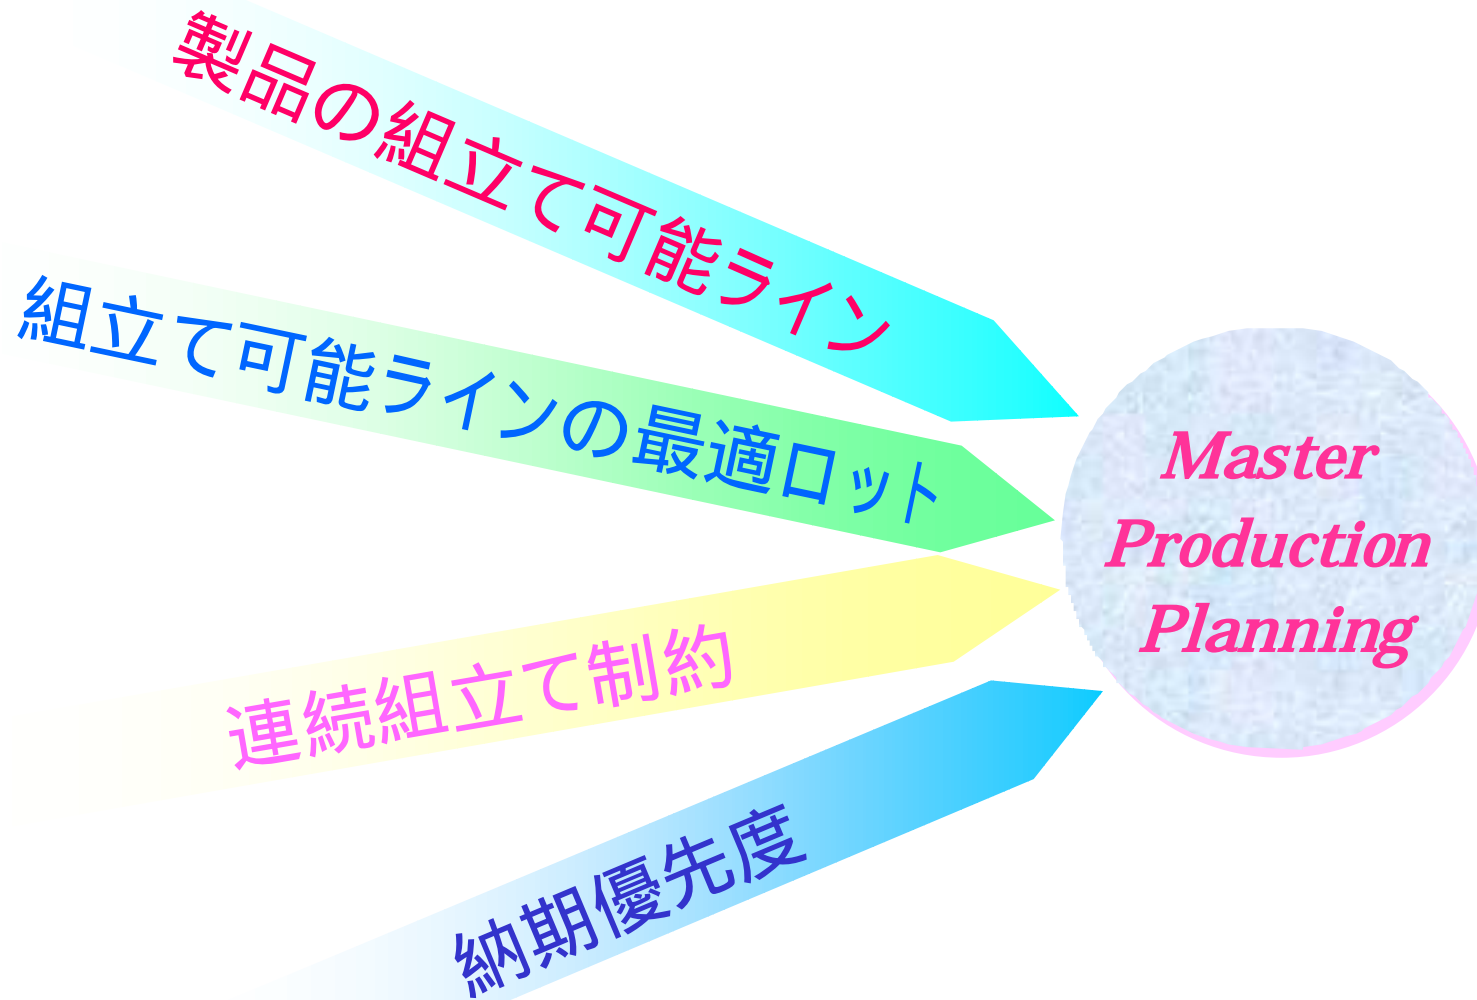 製品の組立て可能ライン
組立て可能ラインの最適ロット
連続組立て制約
納期優先度
Master
Production
Planning